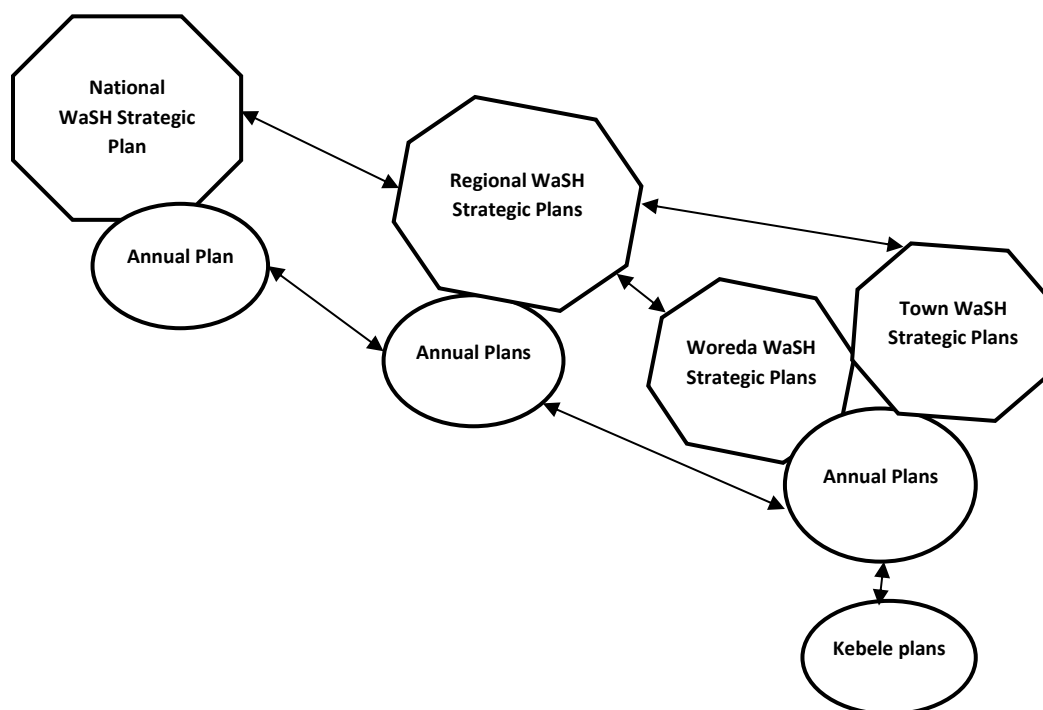 National
WaSH Strategic
Plan
Annual Plan
Regional WaSH
Strategic Plans
Annual Plans
Woreda WaSH
Strategic Plans
Town WaSH
Strategic Plans
Annual Plans
Kebele plans